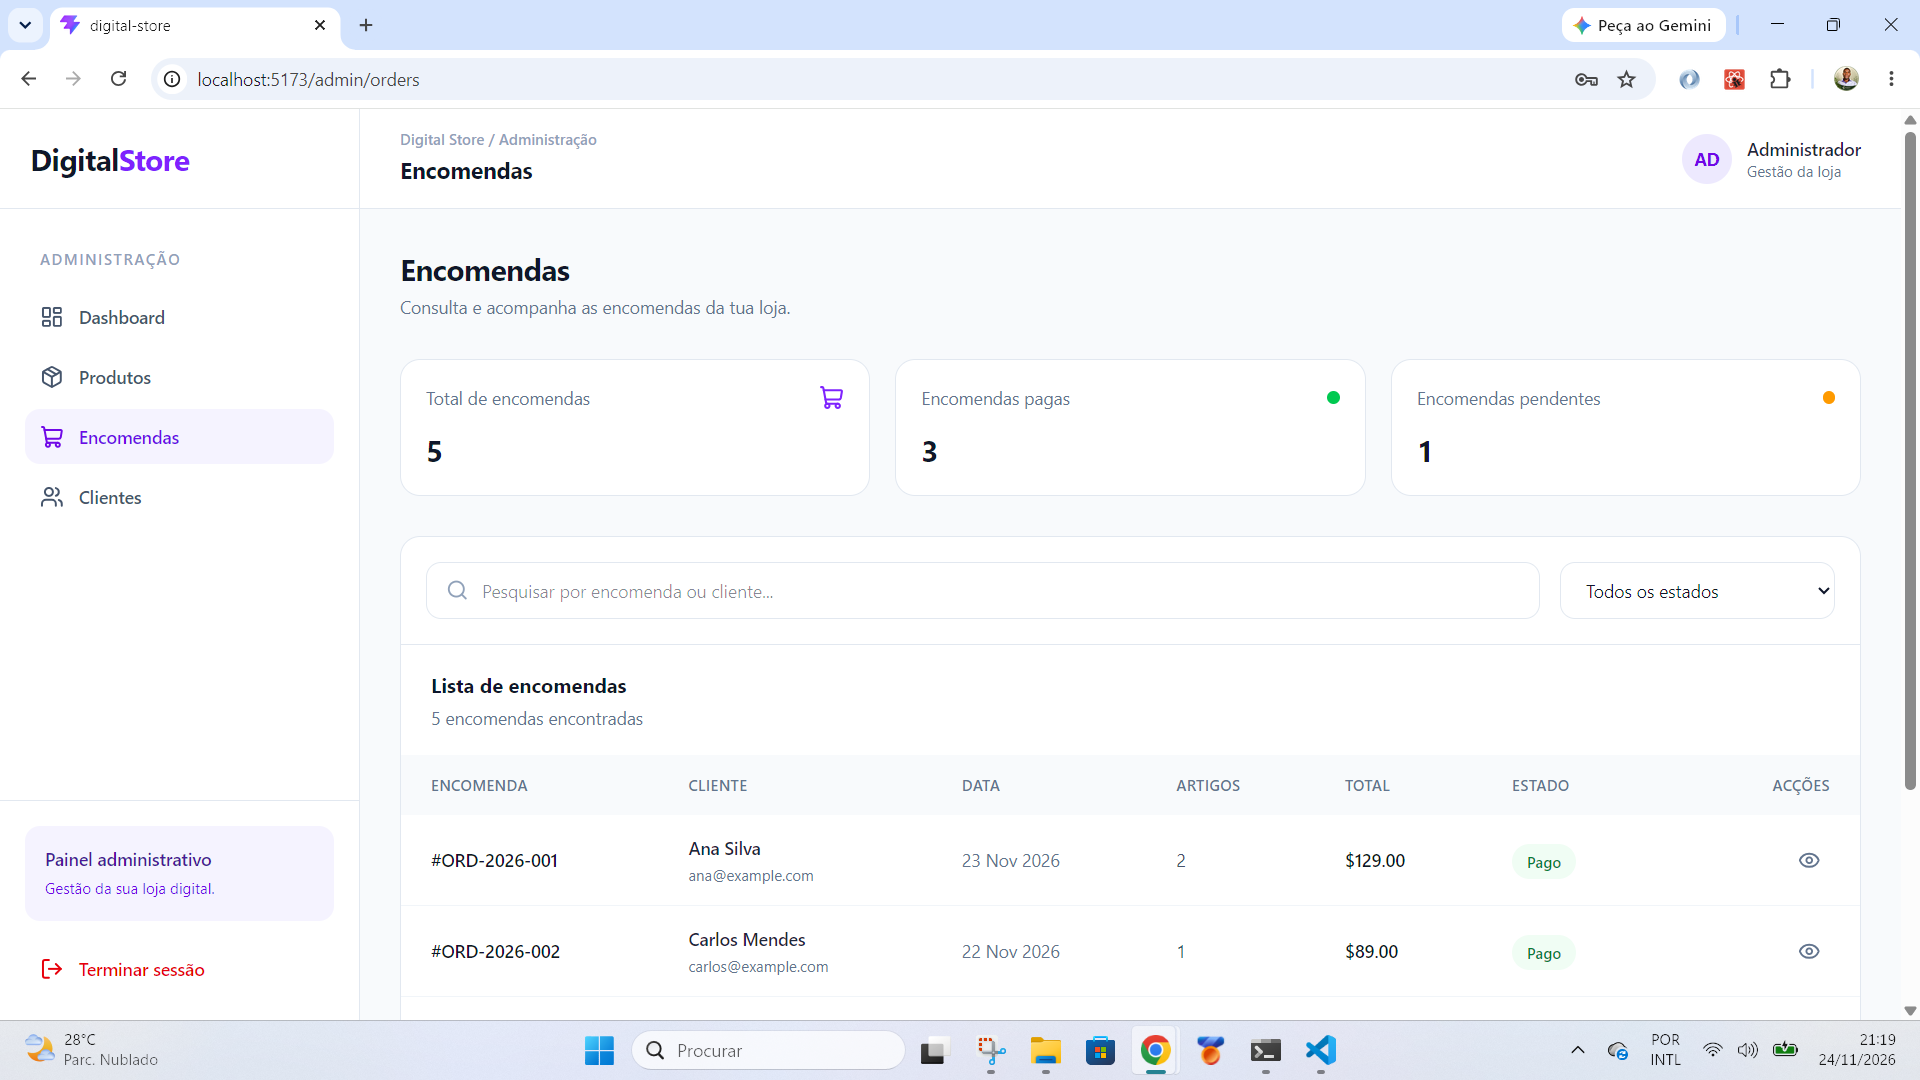 digital-store
Peça ao Gemini
localhost:5173/admin/orders
DigitalStore
Digital Store / Administração
Encomendas
AD
Administrador
Gestão da loja
ADMINISTRAÇÃO
Dashboard
Produtos
Encomendas
Clientes
Encomendas
Consulta e acompanha as encomendas da tua loja.
Total de encomendas
5
Encomendas pagas
3
Encomendas pendentes
1
Pesquisar por encomenda ou cliente...
Todos os estados
Lista de encomendas
5 encomendas encontradas
ENCOMENDA CLIENTE DATA ARTIGOS TOTAL ESTADO ACÇÕES
#ORD-2026-001 Ana Silva 23 Nov 2026 2 $129.00 Pago
ana@example.com
#ORD-2026-002 Carlos Mendes 22 Nov 2026 1 $89.00 Pago
carlos@example.com
Painel administrativo
Gestão da sua loja digital.
Terminar sessão
28°C
Parc. Nublado
Procurar
POR
INTL
21:19
24/11/2026